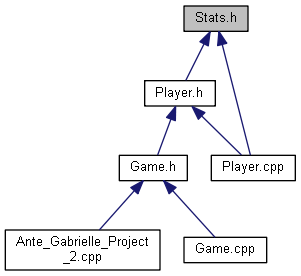 Stats.h
Player.h
Game.h
Player.cpp
Ante_Gabrielle_Project
_2.cpp
Game.cpp